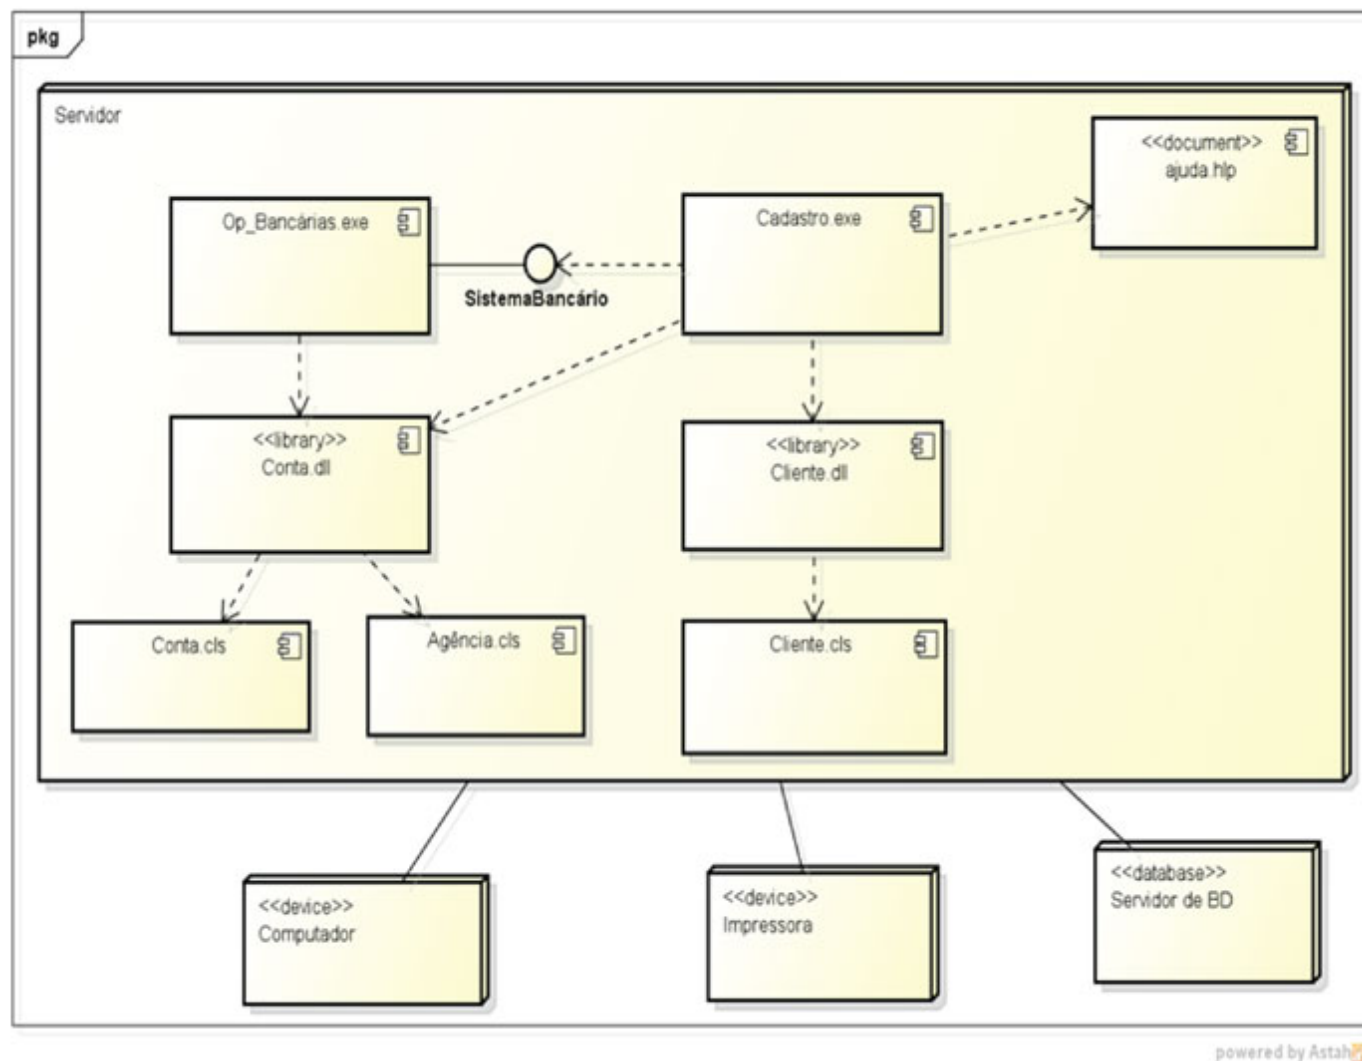 pkg
Servidor
<<document>>
ajuda.hlp
Op_Bancárias.exe
Cadastro.exe
SistemaBancário
<<library>>
Conta.dll
<<library>>
Cliente.dll
Conta.cls
Agência.cls
Cliente.cls
<<device>>
Computador
<<device>>
Impressora
<<database>>
Servidor de BD
powered by Astah